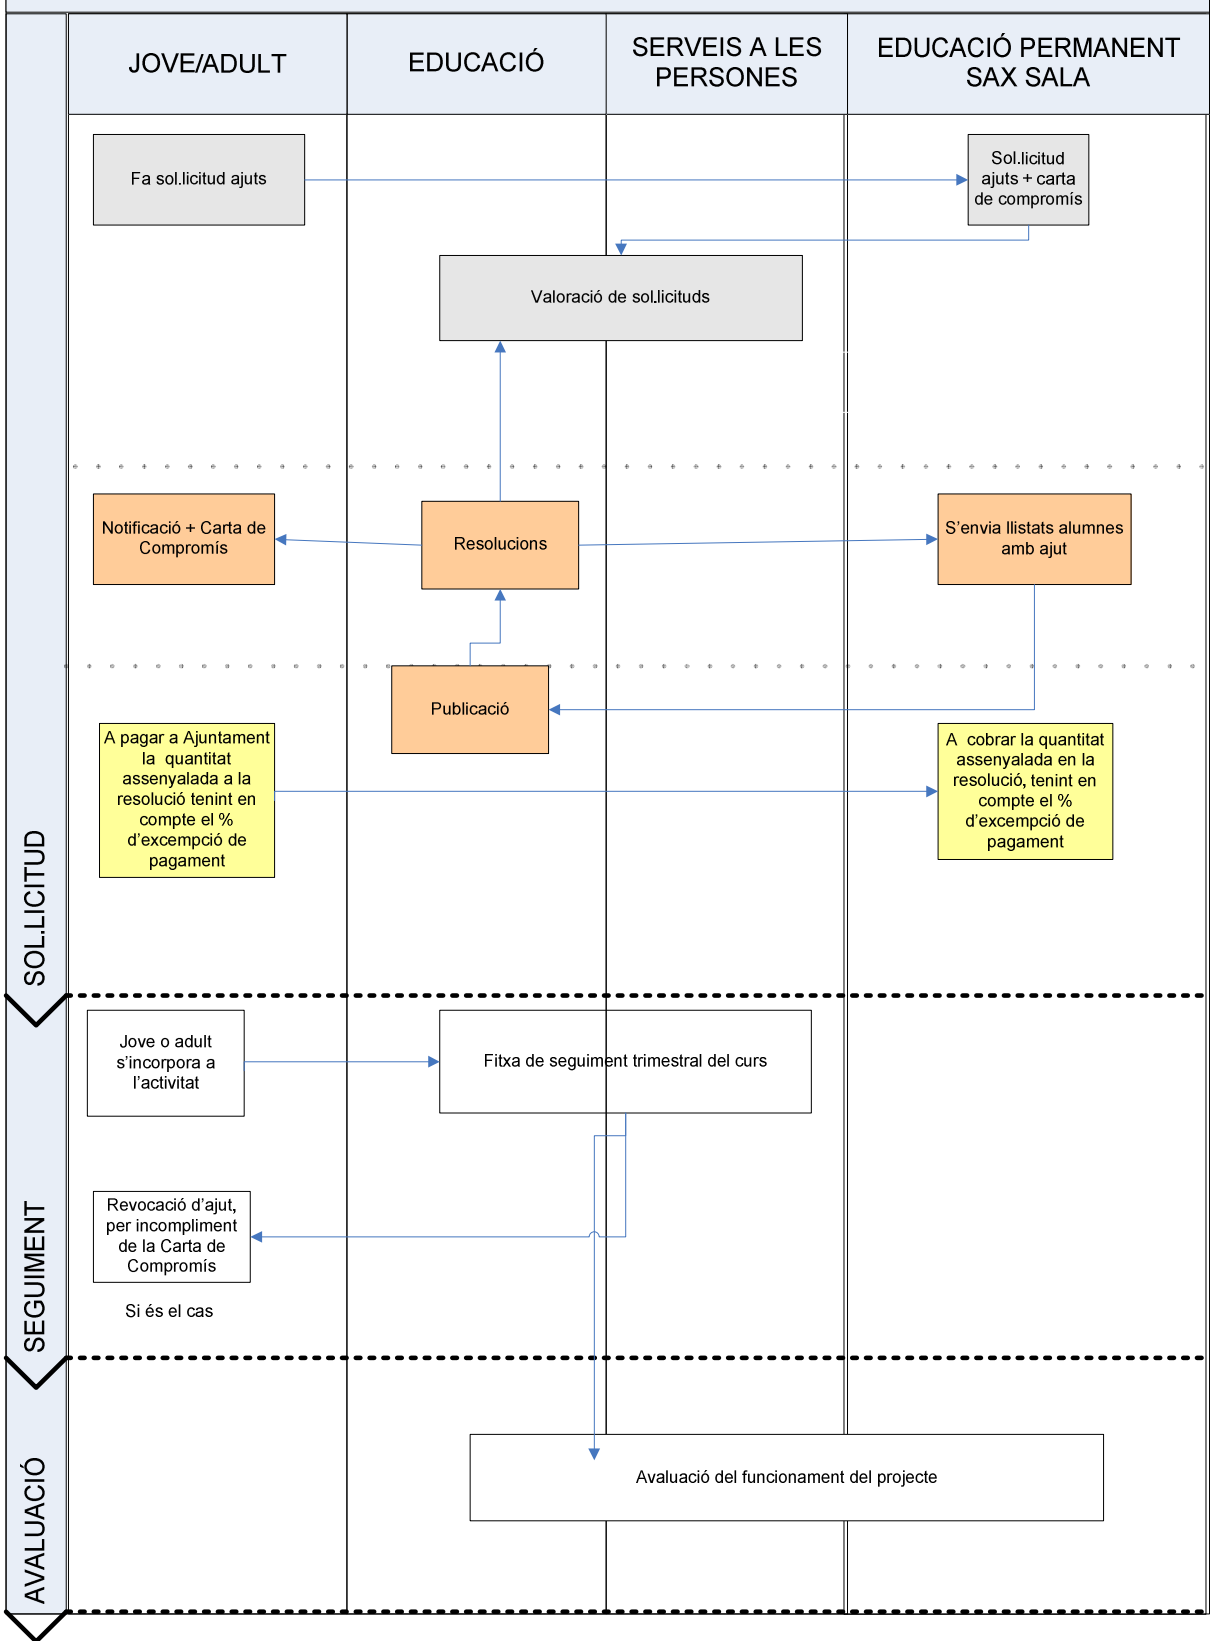 JOVE/ADULT
EDUCACIÓ
SERVEIS A LES
PERSONES
EDUCACIÓ PERMANENT
SAX SALA
SOL.LICITUD
Fa sol.licitud ajuts
Sol.licitud
ajuts + carta
de compromís
Valoració de sol.licituds
Notificació + Carta de
Compromís
Resolucions
S'envia llistats alumnes
amb ajut
Publicació
A pagar a Ajuntament
la quantitat
assenyalada a la
resolució tenint en
compte el %
d'excempció de
pagament
A cobrar la quantitat
assenyalada en la
resolució, tenint en
compte el %
d'excempció de
pagament
SEGUIMENT
Jove o adult
s'incorpora a
l'activitat
Fitxa de seguiment trimestral del curs
Revocació d'ajut,
per incompliment
de la Carta de
Compromís
Si és el cas
AVALUACIÓ
Avaluació del funcionament del projecte